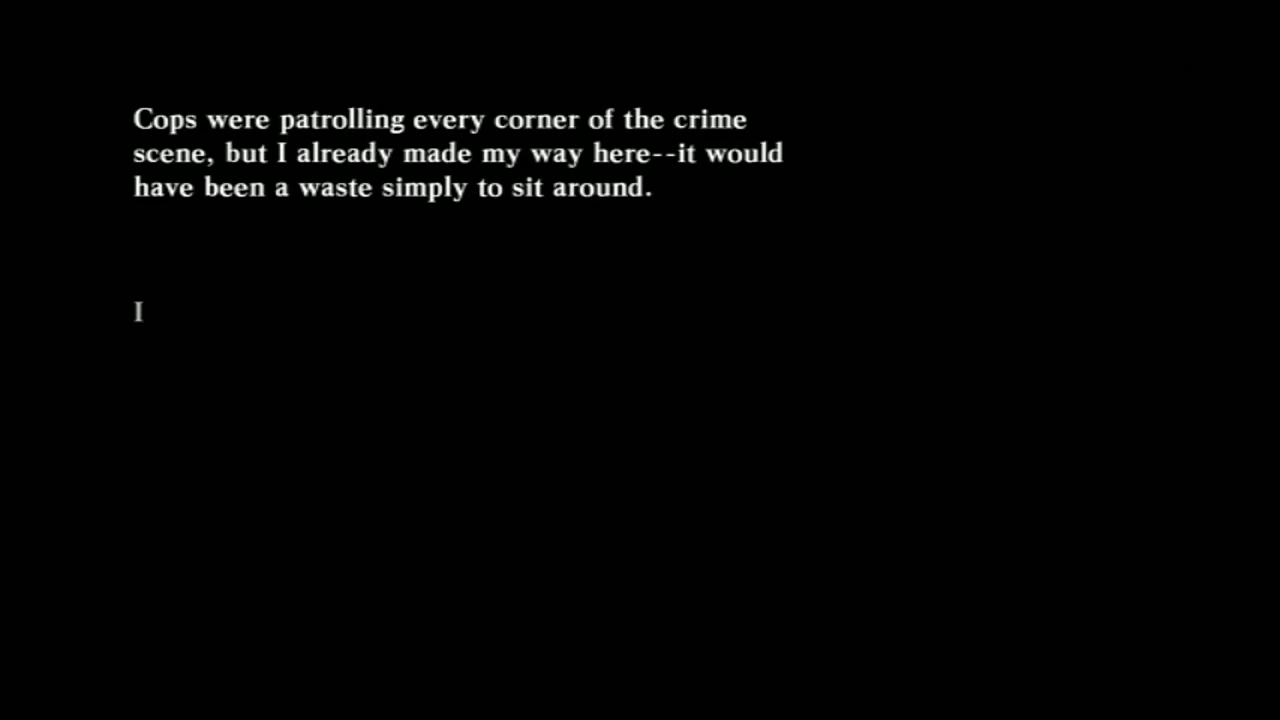 Cops were patrolling every corner of the crime
scene, but I already made my way here--it would
have been a waste simply to sit around.
I